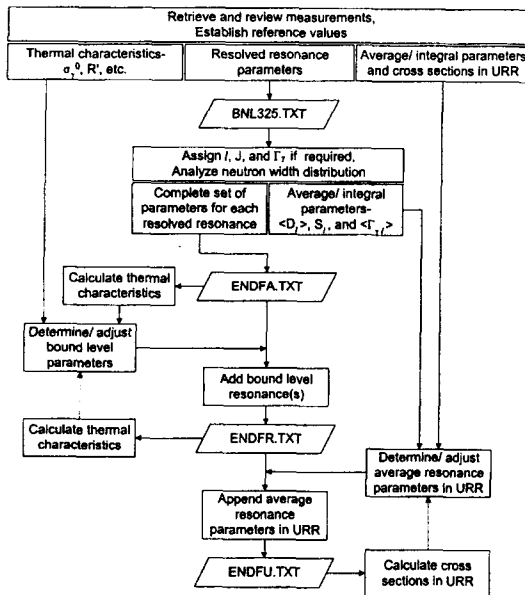 Retrieve and review measurements,
Establish reference values
Thermal characteristics-
σγ⁰, R', etc.
Resolved resonance
parameters
Average/ integral parameters
and cross sections in URR
BNL325.TXT
Assign l, J, and Γγ if required,
Analyze neutron width distribution
Complete set of
parameters for each
resolved resonance
Average/ integral
parameters-
<Dl>, Sl, and <Γγl>
Calculate thermal
characteristics
ENDFA.TXT
Determine/ adjust
bound level
parameters
Add bound level
resonance(s)
Calculate thermal
characteristics
ENDFR.TXT
Determine/ adjust
average resonance
parameters in URR
Append average
resonance
parameters in URR
ENDFU.TXT
Calculate cross
sections in URR